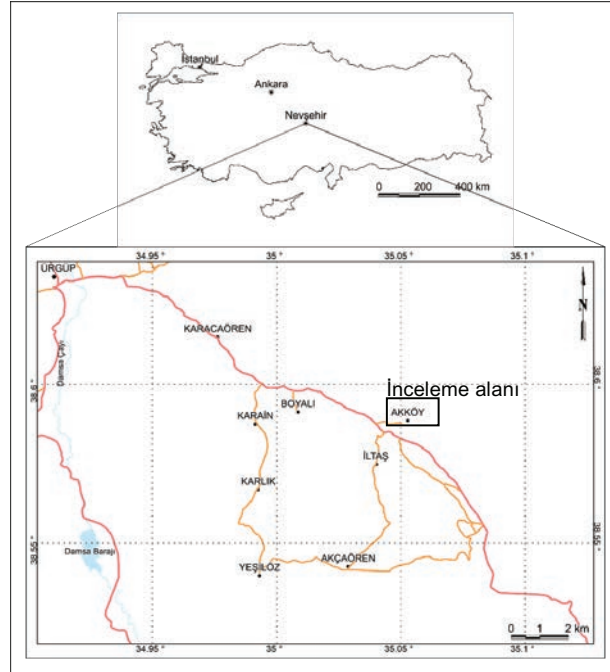 İstanbul
Ankara
Nevşehir
0 200 400 km
34.95 ° 35 ° 35.05 ° 35.1 °
ÜRGÜP
N
KARACAÖREN
Damsa Çayı
38.6 ° 38.6 °
İnceleme alanı
BOYALI
AKKÖY
KARAİN
İLTAŞ
KARLIK
38.55 ° 38.55 °
Damsa Barajı
AKÇAÖREN
YEŞİLÖZ
0 1 2 km
34.95 ° 35 ° 35.05 ° 35.1 °